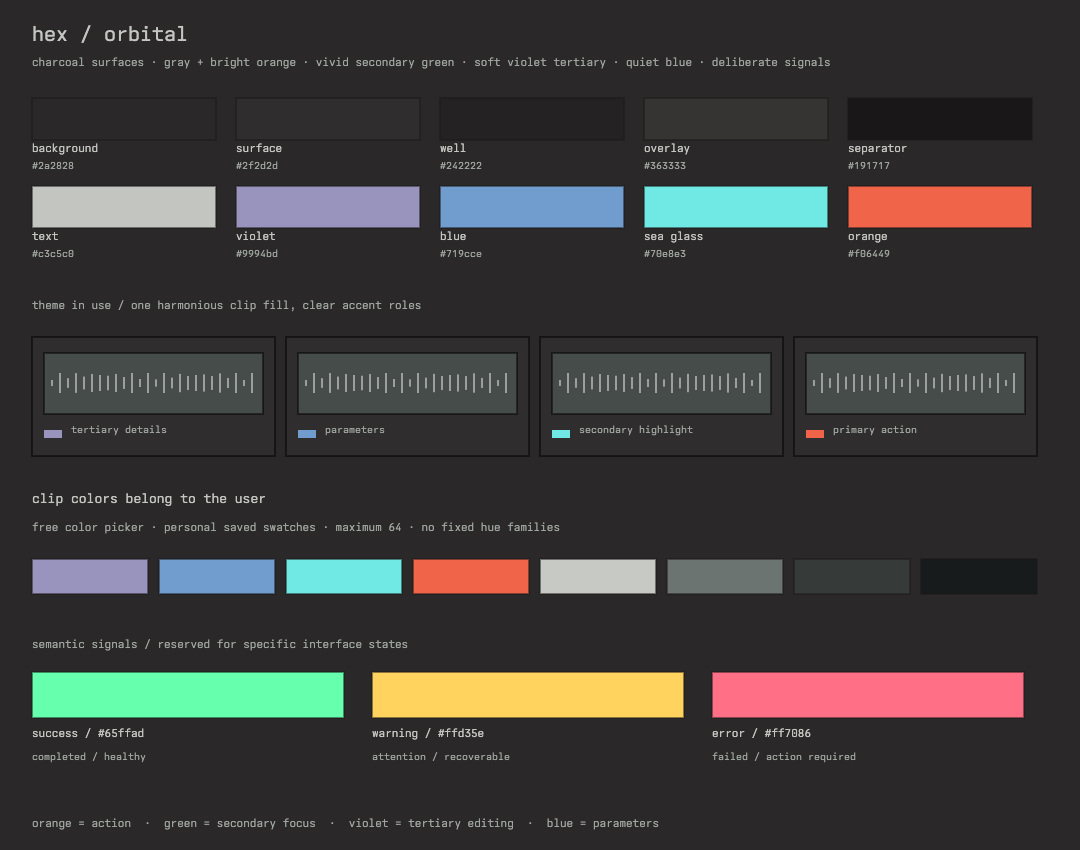 hex / orbital
charcoal surfaces · gray + bright orange · vivid secondary green · soft violet tertiary · quiet blue · deliberate signals
background surface well overlay separator
#2a2828 #2f2d2d #242222 #363333 #191717
text violet blue sea glass orange
#c3c5c0 #9994bd #719cce #70e8e3 #f06449
theme in use / one harmonious clip fill, clear accent roles
tertiary details parameters secondary highlight primary action
clip colors belong to the user
free color picker · personal saved swatches · maximum 64 · no fixed hue families
semantic signals / reserved for specific interface states
success / #65ffad warning / #ffd35e error / #ff7086
completed / healthy attention / recoverable failed / action required
orange = action · green = secondary focus · violet = tertiary editing · blue = parameters